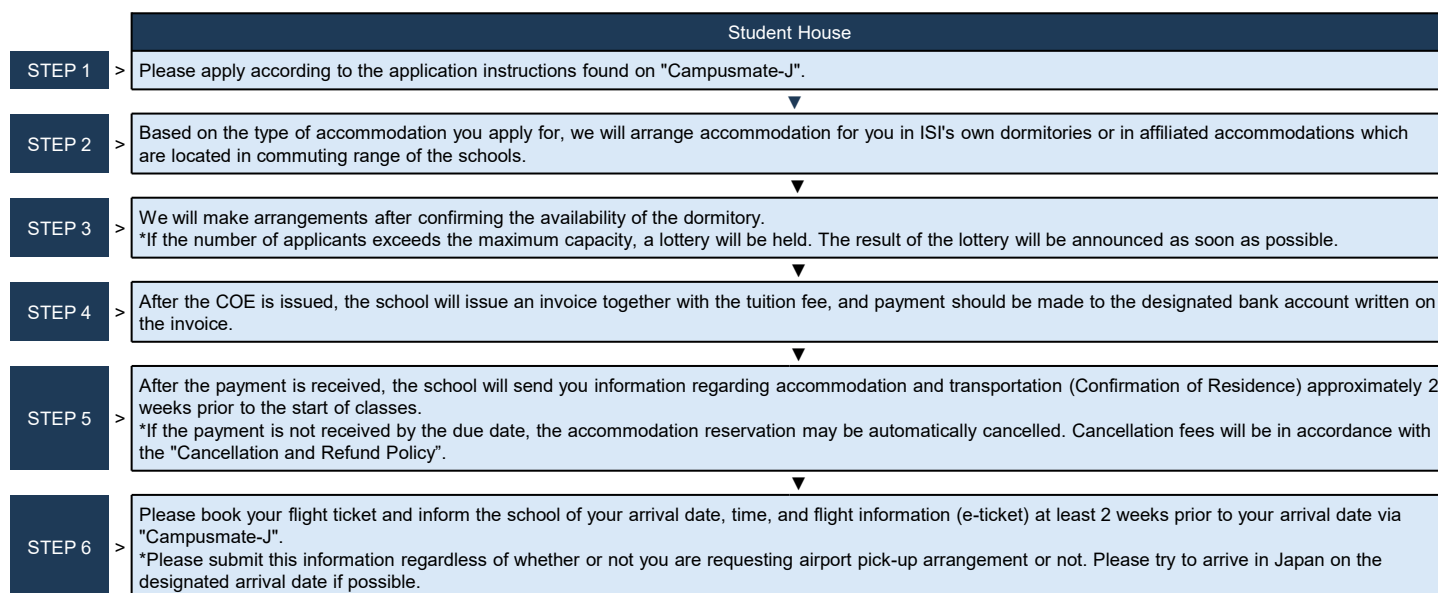 Student House
STEP 1 > Please apply according to the application instructions found on "Campusmate-J".
▼
STEP 2 > Based on the type of accommodation you apply for, we will arrange accommodation for you in ISI's own dormitories or in affiliated accommodations which
are located in commuting range of the schools.
▼
STEP 3 > We will make arrangements after confirming the availability of the dormitory.
*If the number of applicants exceeds the maximum capacity, a lottery will be held. The result of the lottery will be announced as soon as possible.
▼
STEP 4 > After the COE is issued, the school will issue an invoice together with the tuition fee, and payment should be made to the designated bank account written on
the invoice.
▼
STEP 5 > After the payment is received, the school will send you information regarding accommodation and transportation (Confirmation of Residence) approximately 2
weeks prior to the start of classes.
*If the payment is not received by the due date, the accommodation reservation may be automatically cancelled. Cancellation fees will be in accordance with
the "Cancellation and Refund Policy”.
▼
STEP 6 > Please book your flight ticket and inform the school of your arrival date, time, and flight information (e-ticket) at least 2 weeks prior to your arrival date via
"Campusmate-J".
*Please submit this information regardless of whether or not you are requesting airport pick-up arrangement or not. Please try to arrive in Japan on the
designated arrival date if possible.